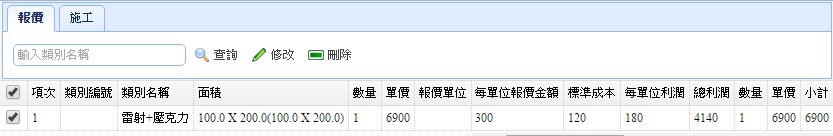 報價 施工
輸入類別名稱 查詢 修改 刪除
項次 類別編號 類別名稱 面積 數量 單價 報價單位 每單位報價金額 標準成本 每單位利潤 總利潤 數量 單價 小計
1 雷射+壓克力 100.0 X 200.0(100.0 X 200.0) 1 6900 300 120 180 4140 1 6900 6900